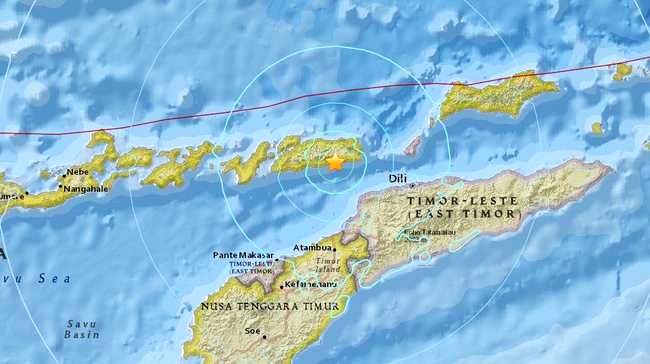 Nebe
Nangahale
Dili
TIMOR-LESTE
(EAST TIMOR)
Atambua
Pante Makasar
TIMOR-LESTE
(EAST TIMOR)
Timor
Island
Kefamenanu
NUSA TENGGARA TIMUR
Sea
Savu
Basin
Soe